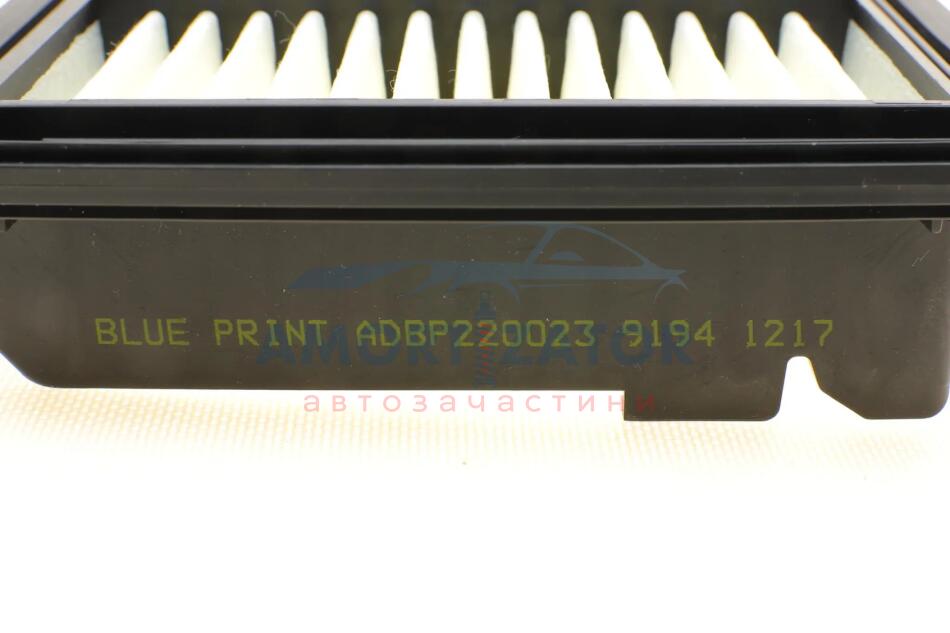 BLUE PRINT ADBP220023 9194 1217
AMORTIZATOR
автозачастини